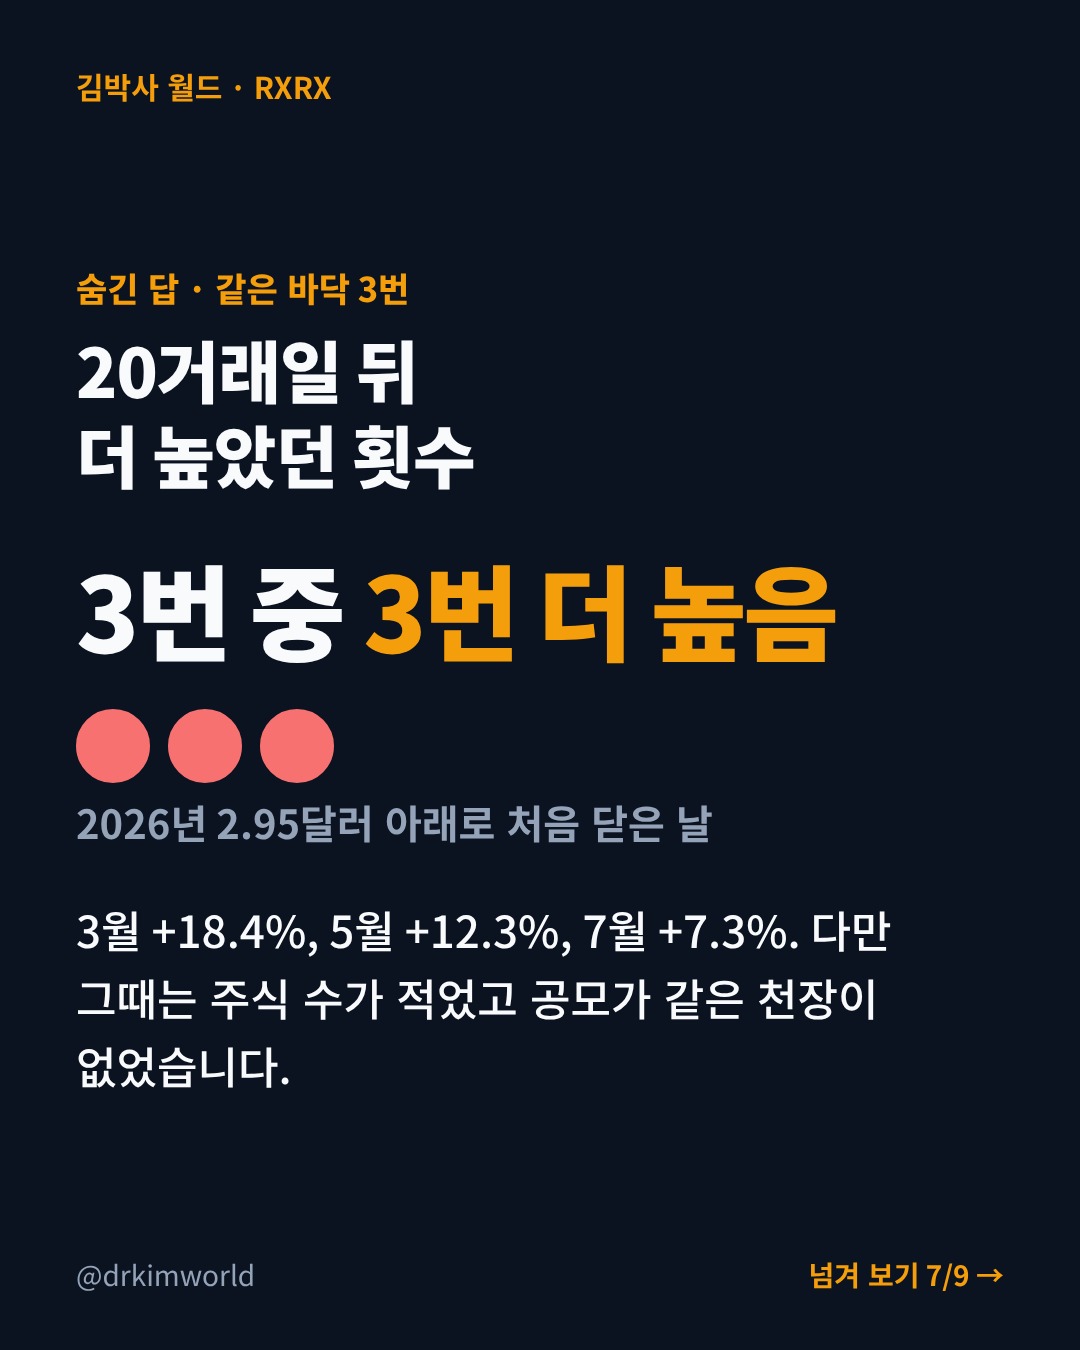 김박사 월드 · RXRX
숨긴 답 · 같은 바닥 3번
20거래일 뒤
더 높았던 횟수
3번 중 3번 더 높음
2026년 2.95달러 아래로 처음 닫은 날
3월 +18.4%, 5월 +12.3%, 7월 +7.3%. 다만
그때는 주식 수가 적었고 공모가 같은 천장이
없었습니다.
@drkimworld
넘겨 보기 7/9 →